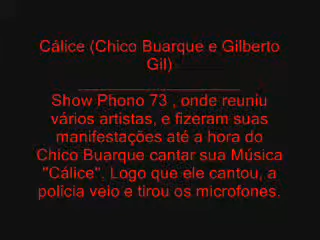 Cálice (Chico Buarque e Gilberto
Gil)
____________________
Show Phono 73 , onde reuniu
vários artistas, e fizeram suas
manifestações até a hora do
Chico Buarque cantar sua Música
"Cálice". Logo que ele cantou, a
polícia veio e tirou os microfones.